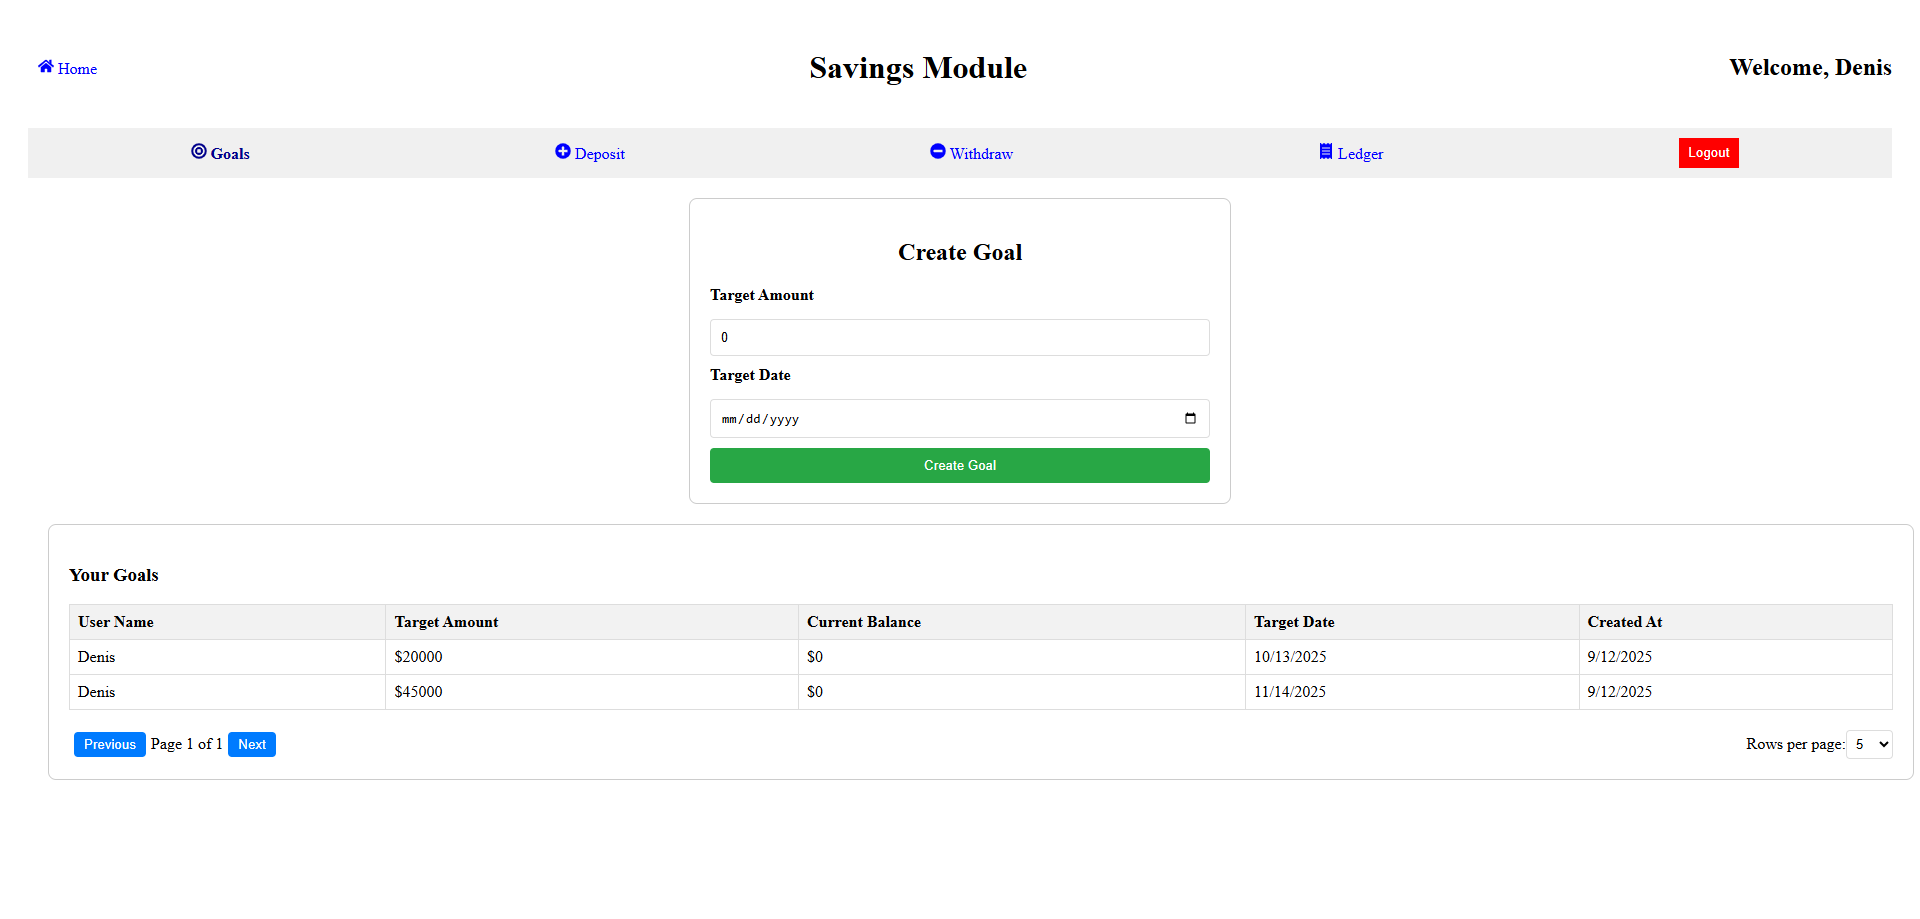 Home
Savings Module
Welcome, Denis
Goals
Deposit
Withdraw
Ledger
Logout
Create Goal
Target Amount
0
Target Date
mm/dd/yyyy
Create Goal
Your Goals
User Name Target Amount Current Balance Target Date Created At
Denis $20000 $0 10/13/2025 9/12/2025
Denis $45000 $0 11/14/2025 9/12/2025
Previous Page 1 of 1 Next
Rows per page: 5